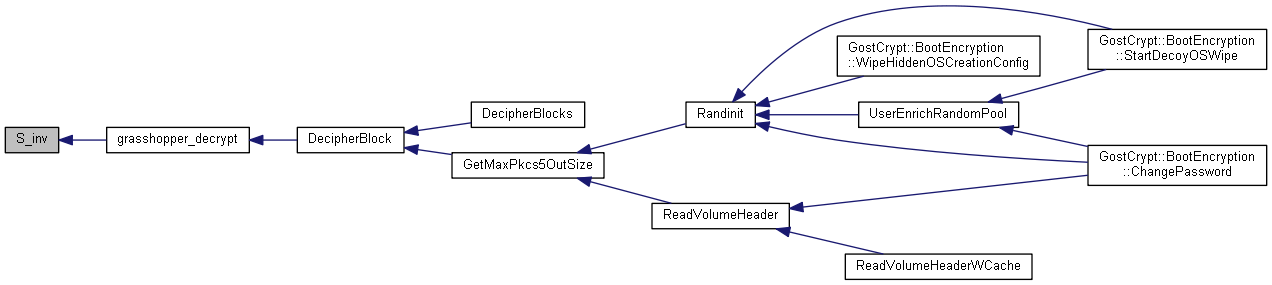 S_inv
grasshopper_decrypt
DecipherBlock
DecipherBlocks
GetMaxPkcs5OutSize
Randinit
ReadVolumeHeader
GostCrypt::BootEncryption
::WipeHiddenOSCreationConfig
UserEnrichRandomPool
ReadVolumeHeaderWCache
GostCrypt::BootEncryption
::StartDecoyOSWipe
GostCrypt::BootEncryption
::ChangePassword